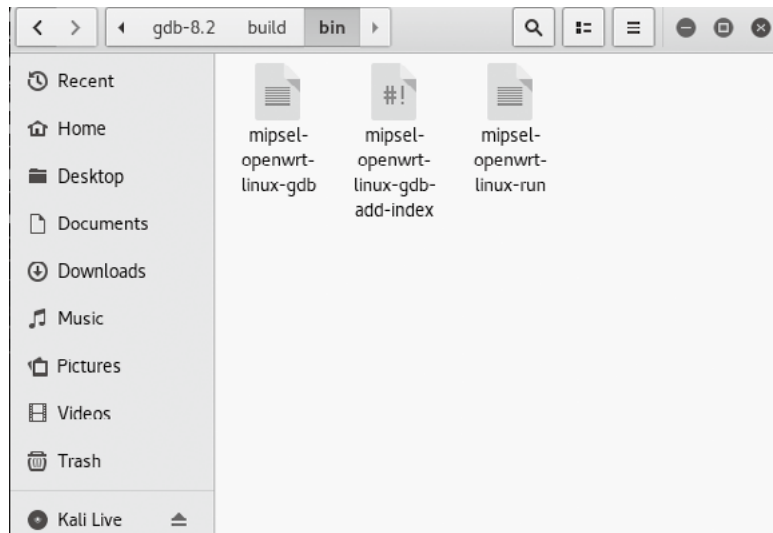 gdb-8.2 build bin
Recent
Home
Desktop
Documents
Downloads
Music
Pictures
Videos
Trash
Kali Live
mipsel-
openwrt-
linux-gdb
#!
mipsel-
openwrt-
linux-gdb-
add-index
mipsel-
openwrt-
linux-run